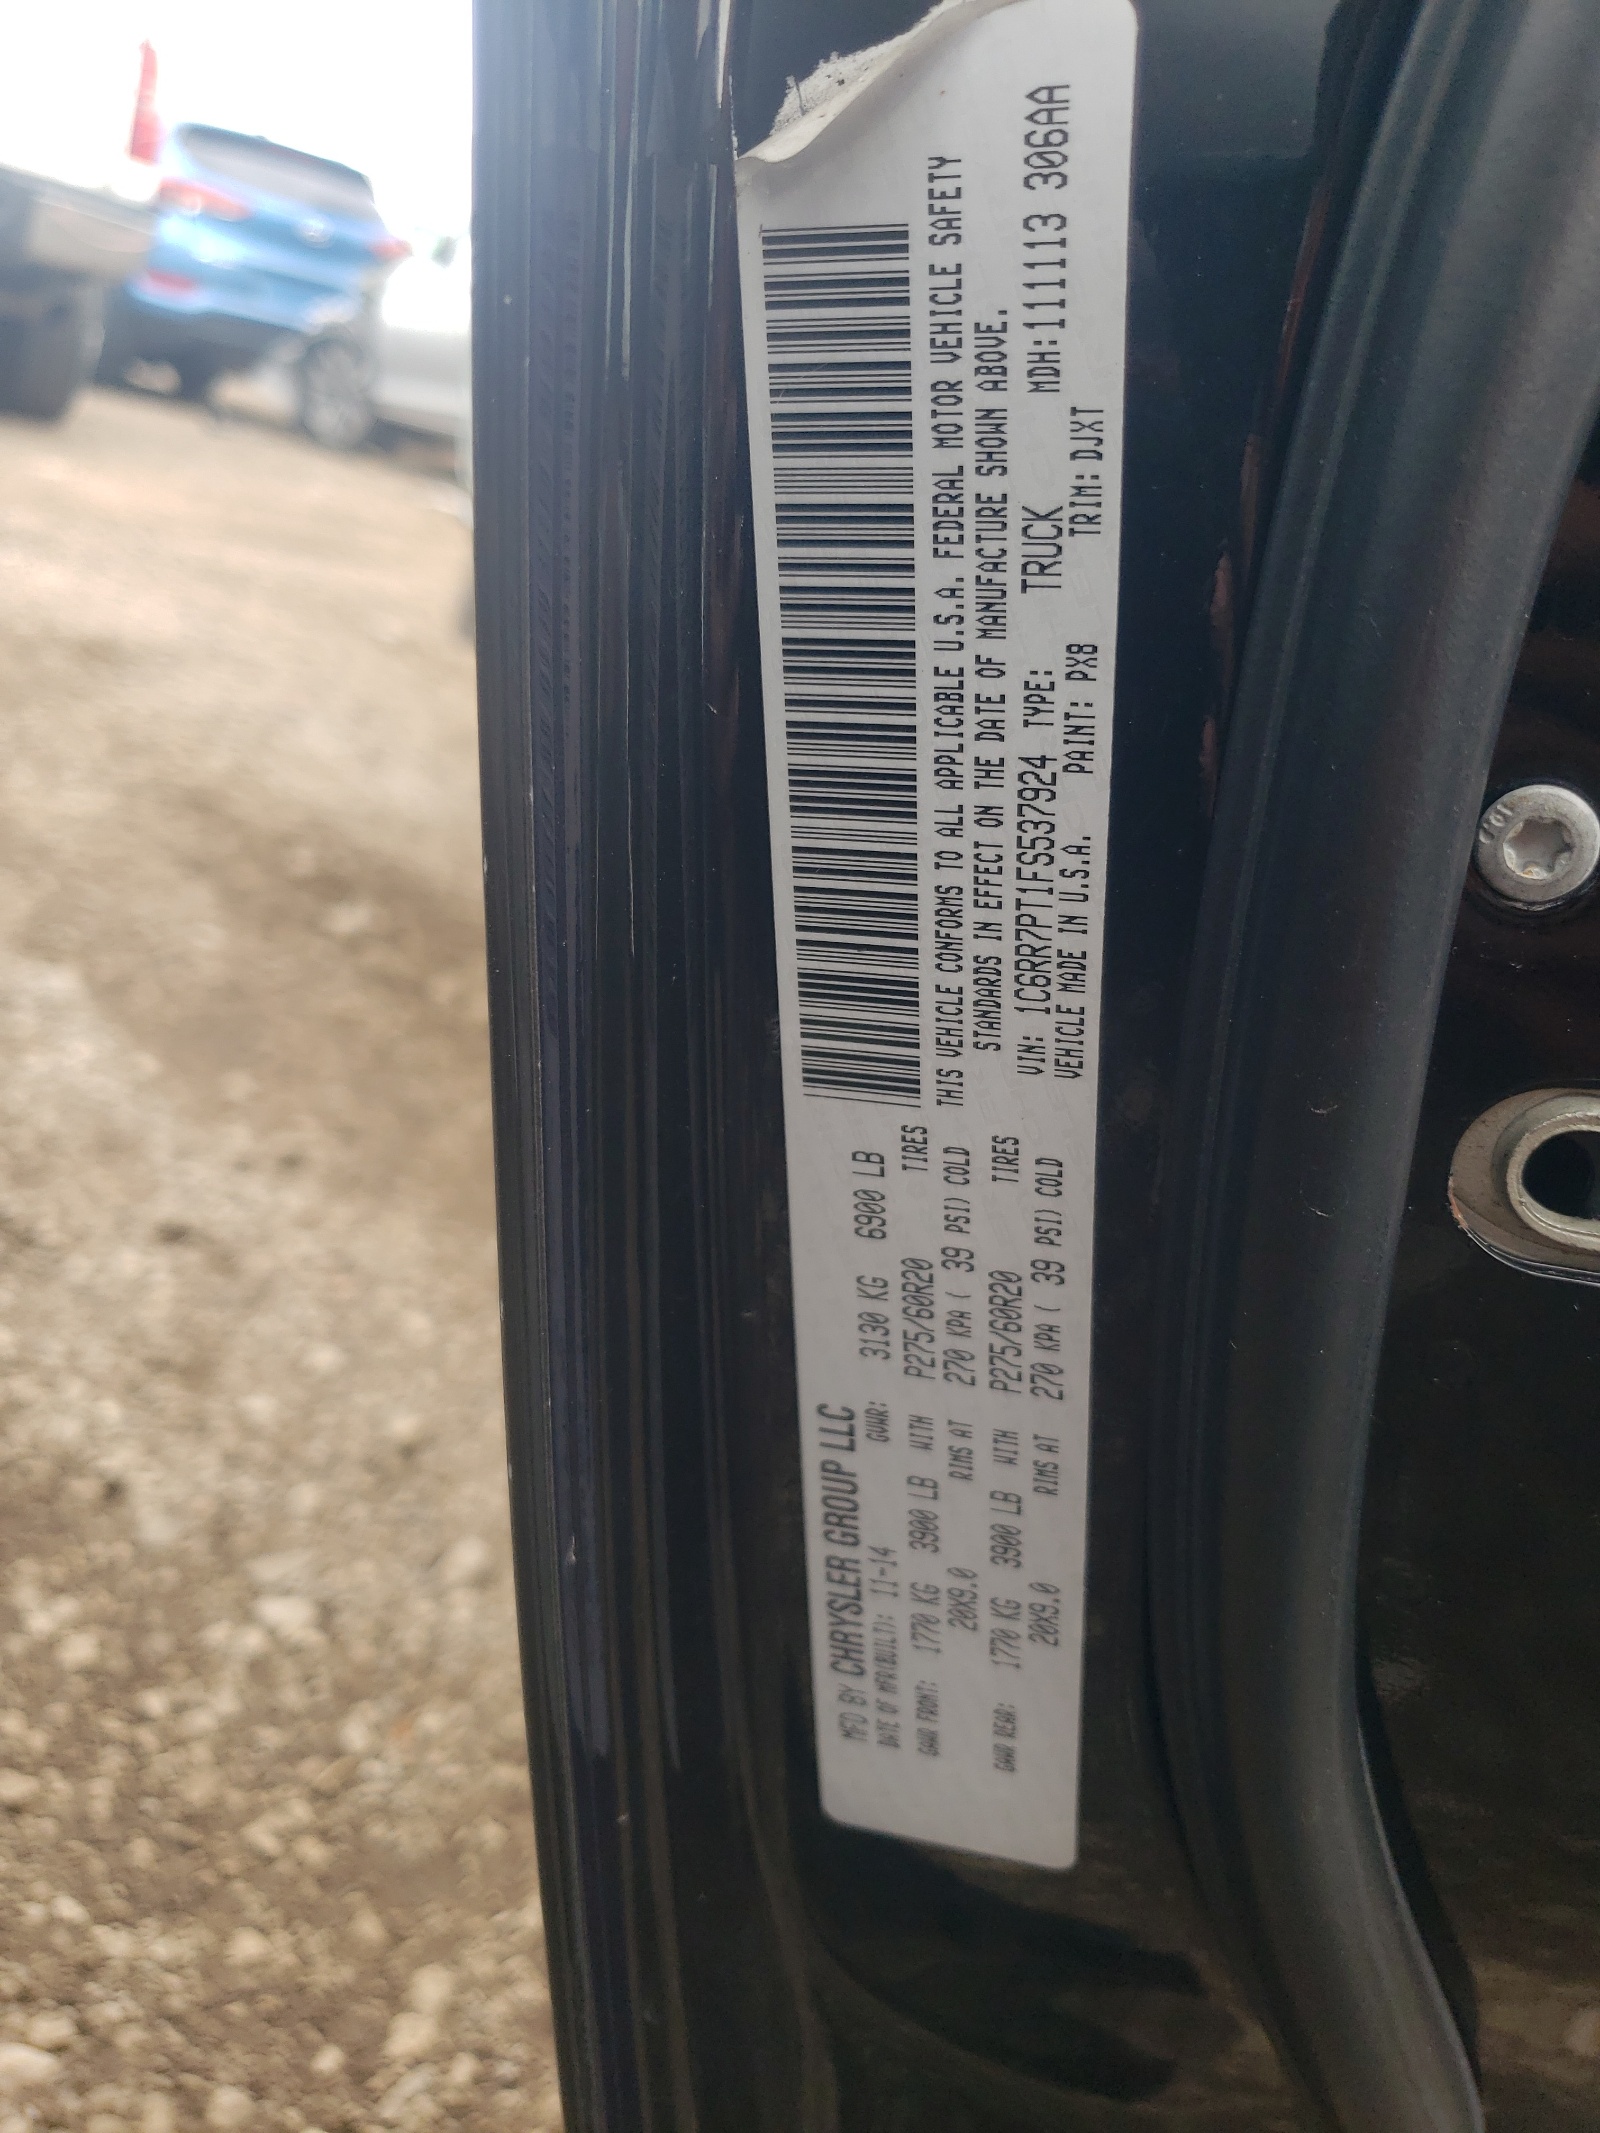 MFD BY CHRYSLER GROUP LLC
DATE OF MFR(BUILT): 11-14 GVWR: 3130 KG 6900 LB
GAWR FRONT: 1770 KG 3900 LB WITH P275/60R20 TIRES
20X9.0 RIMS AT 270 KPA ( 39 PSI) COLD
GAWR REAR: 1770 KG 3900 LB WITH P275/60R20 TIRES
20X9.0 RIMS AT 270 KPA ( 39 PSI) COLD
THIS VEHICLE CONFORMS TO ALL APPLICABLE U.S.A. FEDERAL MOTOR VEHICLE SAFETY
STANDARDS IN EFFECT ON THE DATE OF MANUFACTURE SHOWN ABOVE.
VIN: 1C6RR7PT1FS537924 TYPE: TRUCK MDH:111113 306AA
VEHICLE MADE IN U.S.A. PAINT: PX8 TRIM: DJXT